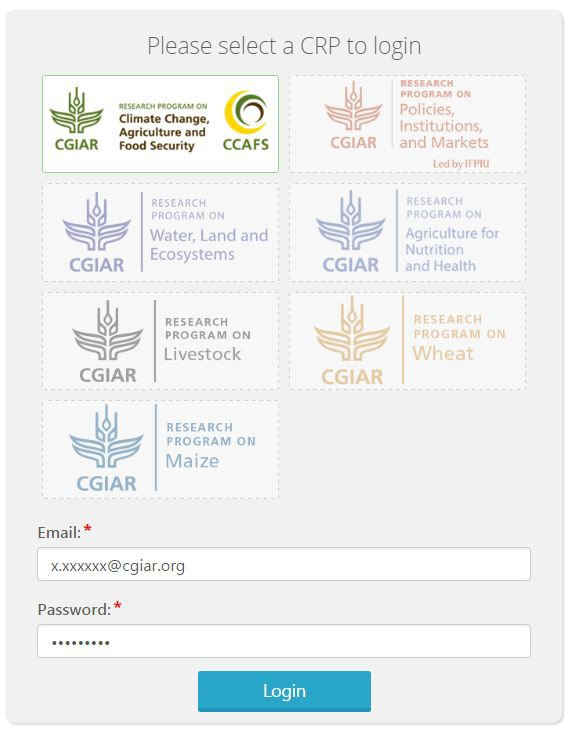 Please select a CRP to login
RESEARCH PROGRAM ON
Climate Change,
Agriculture and
Food Security
CGIAR
CCAFS
RESEARCH
PROGRAM ON
Policies,
Institutions,
and Markets
CGIAR
Led by IFPRI
RESEARCH
PROGRAM ON
Water, Land and
Ecosystems
CGIAR
RESEARCH
PROGRAM ON
Agriculture for
Nutrition
and Health
CGIAR
RESEARCH
PROGRAM ON
Livestock
CGIAR
RESEARCH
PROGRAM ON
Wheat
CGIAR
RESEARCH
PROGRAM ON
Maize
CGIAR
Email: *
x.xxxxxx@cgiar.org
Password: *
•••••••••
Login